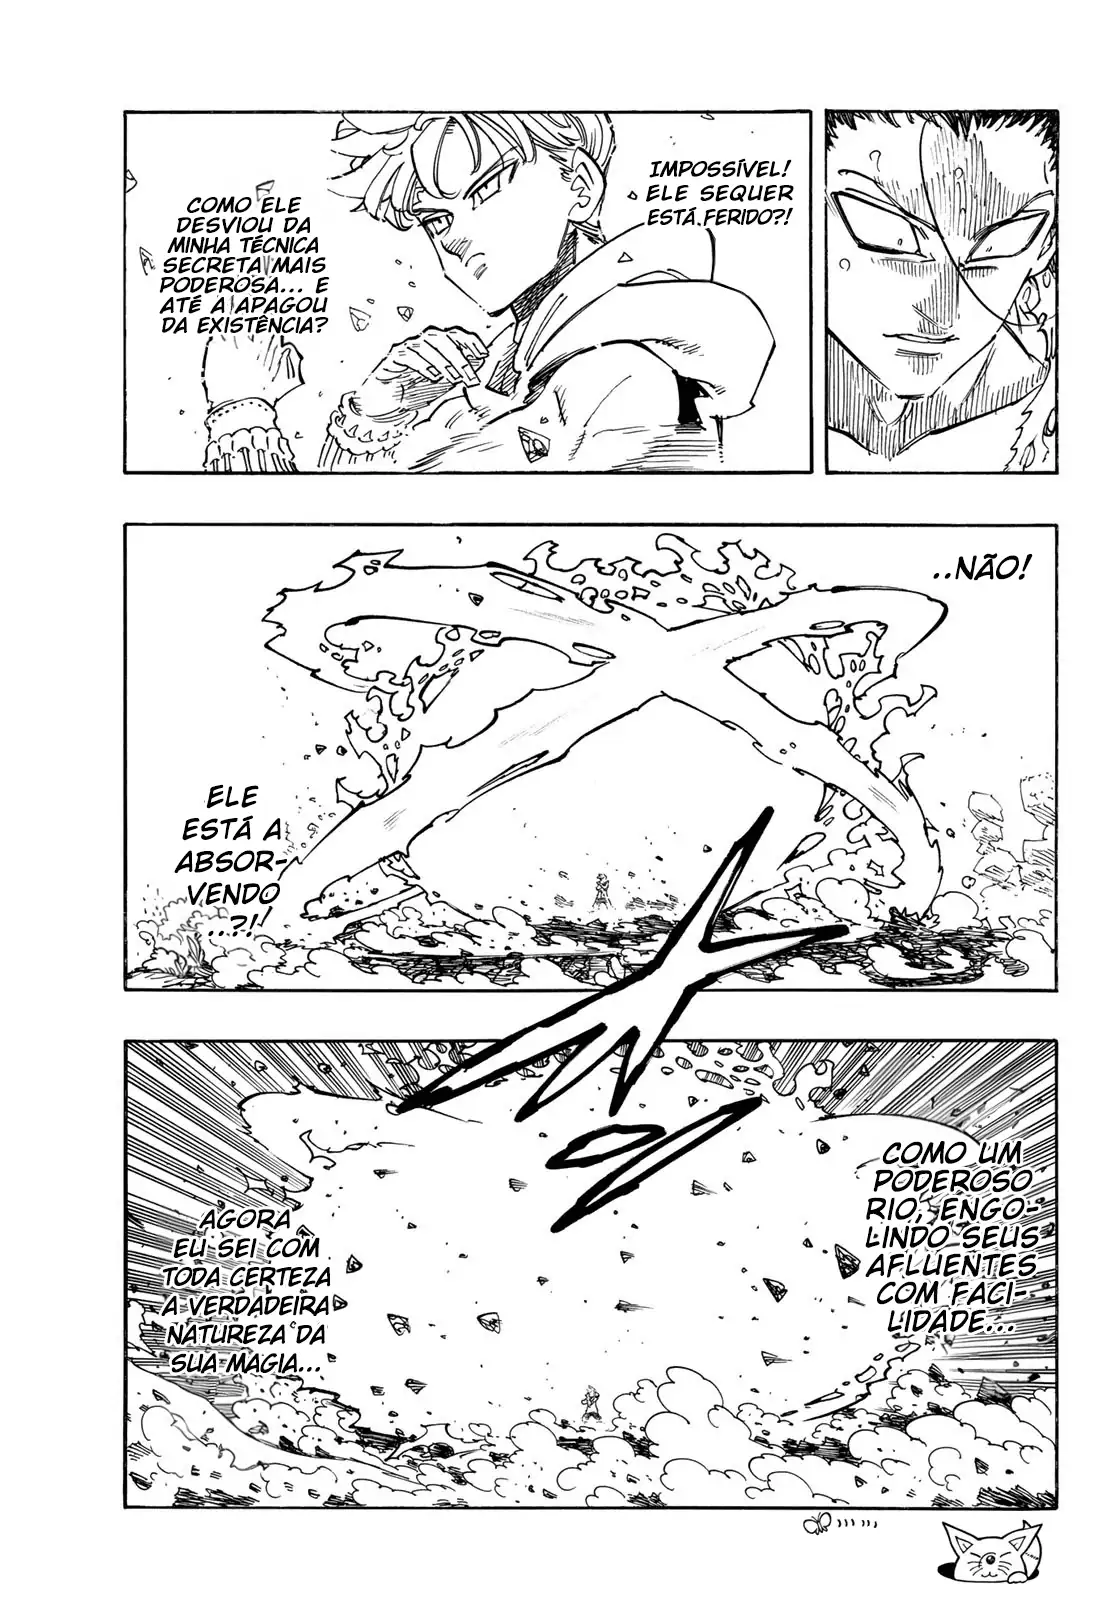 IMPOSSÍVEL!
ELE SEQUER
ESTÁ FERIDO?!
COMO ELE
DESVIOU DA
MINHA TÉCNICA
SECRETA MAIS
PODEROSA... E
ATÉ A APAGOU
DA EXISTÊNCIA?
..NÃO!
ELE
ESTÁ A
ABSOR-
VENDO
...?!
COMO UM
PODEROSO
RIO, ENGO-
LINDO SEUS
AFLUENTES
COM FACI-
LIDADE...
AGORA
EU SEI COM
TODA CERTEZA
A VERDADEIRA
NATUREZA DA
SUA MAGIA...